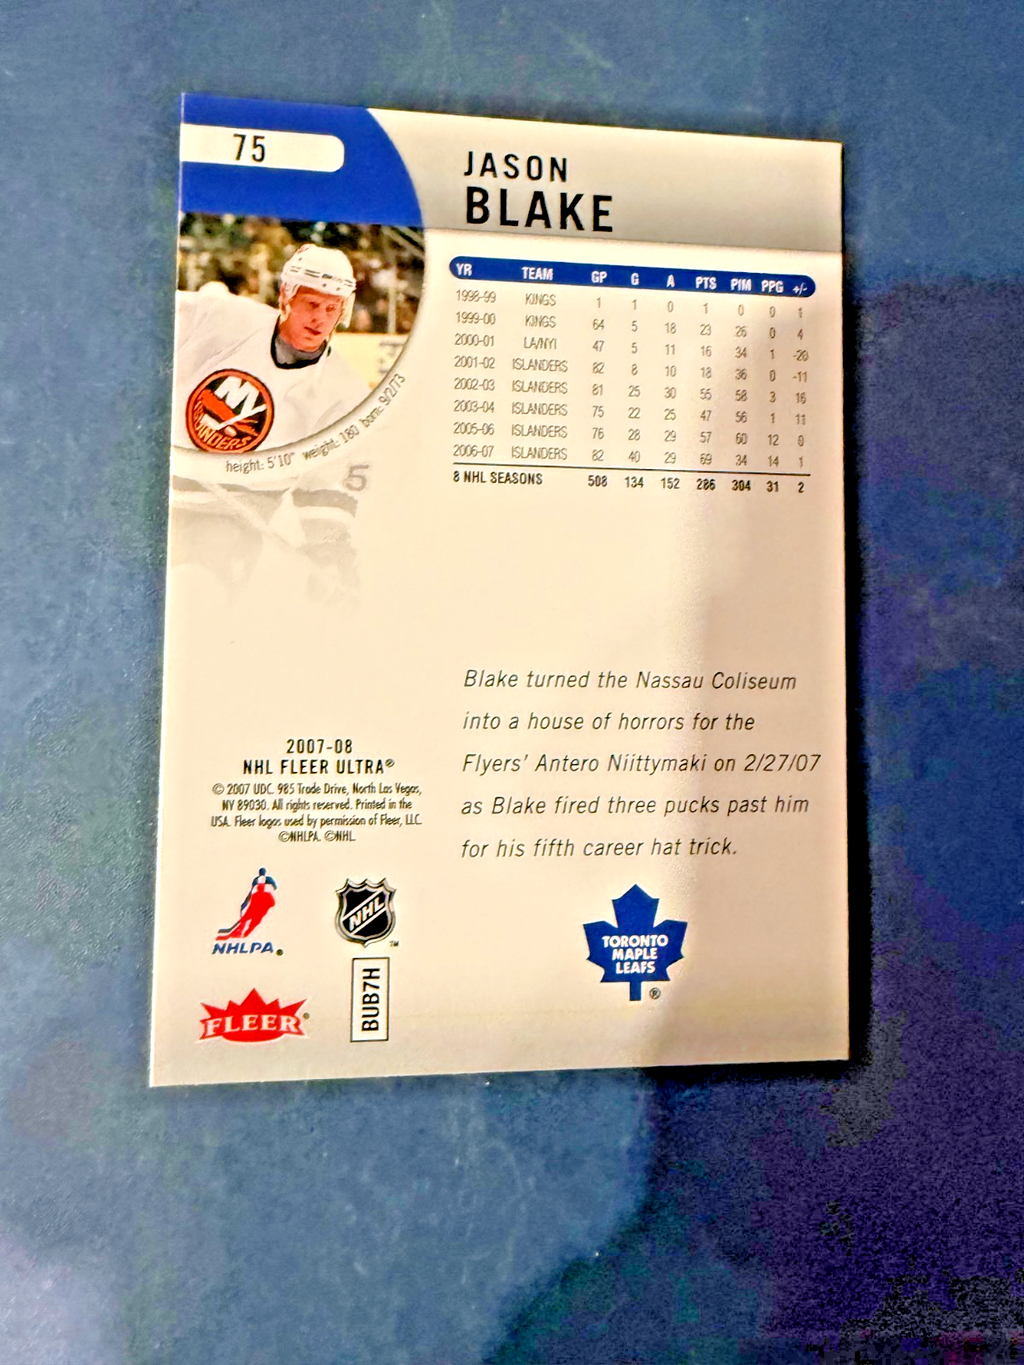 75
JASON
BLAKE
YR TEAM GP G A PTS PIM PPG +/-
1998-99 KINGS 1 1 0 1 0 0 1
1999-00 KINGS 64 5 18 23 26 0 4
2000-01 LA/NYI 47 5 11 16 34 1 -20
2001-02 ISLANDERS 82 8 10 18 36 0 -11
2002-03 ISLANDERS 81 25 30 55 58 3 16
2003-04 ISLANDERS 75 22 25 47 56 1 11
2005-06 ISLANDERS 76 28 29 57 60 12 0
2006-07 ISLANDERS 82 40 29 69 34 14 1
8 NHL SEASONS 508 134 152 286 304 31 2
NY
ISLANDERS
height: 5'10" weight: 180 born: 9/2/73
5
Blake turned the Nassau Coliseum
into a house of horrors for the
Flyers' Antero Niittymaki on 2/27/07
as Blake fired three pucks past him
for his fifth career hat trick.
2007-08
NHL FLEER ULTRA®
© 2007 UDC. 985 Trade Drive, North Las Vegas,
NV 89030. All rights reserved. Printed in the
USA. Fleer logos used by permission of Fleer, LLC.
©NHLPA. ©NHL.
NHLPA®
NHL™
TORONTO
MAPLE
LEAFS
®
FLEER®
BUB7H